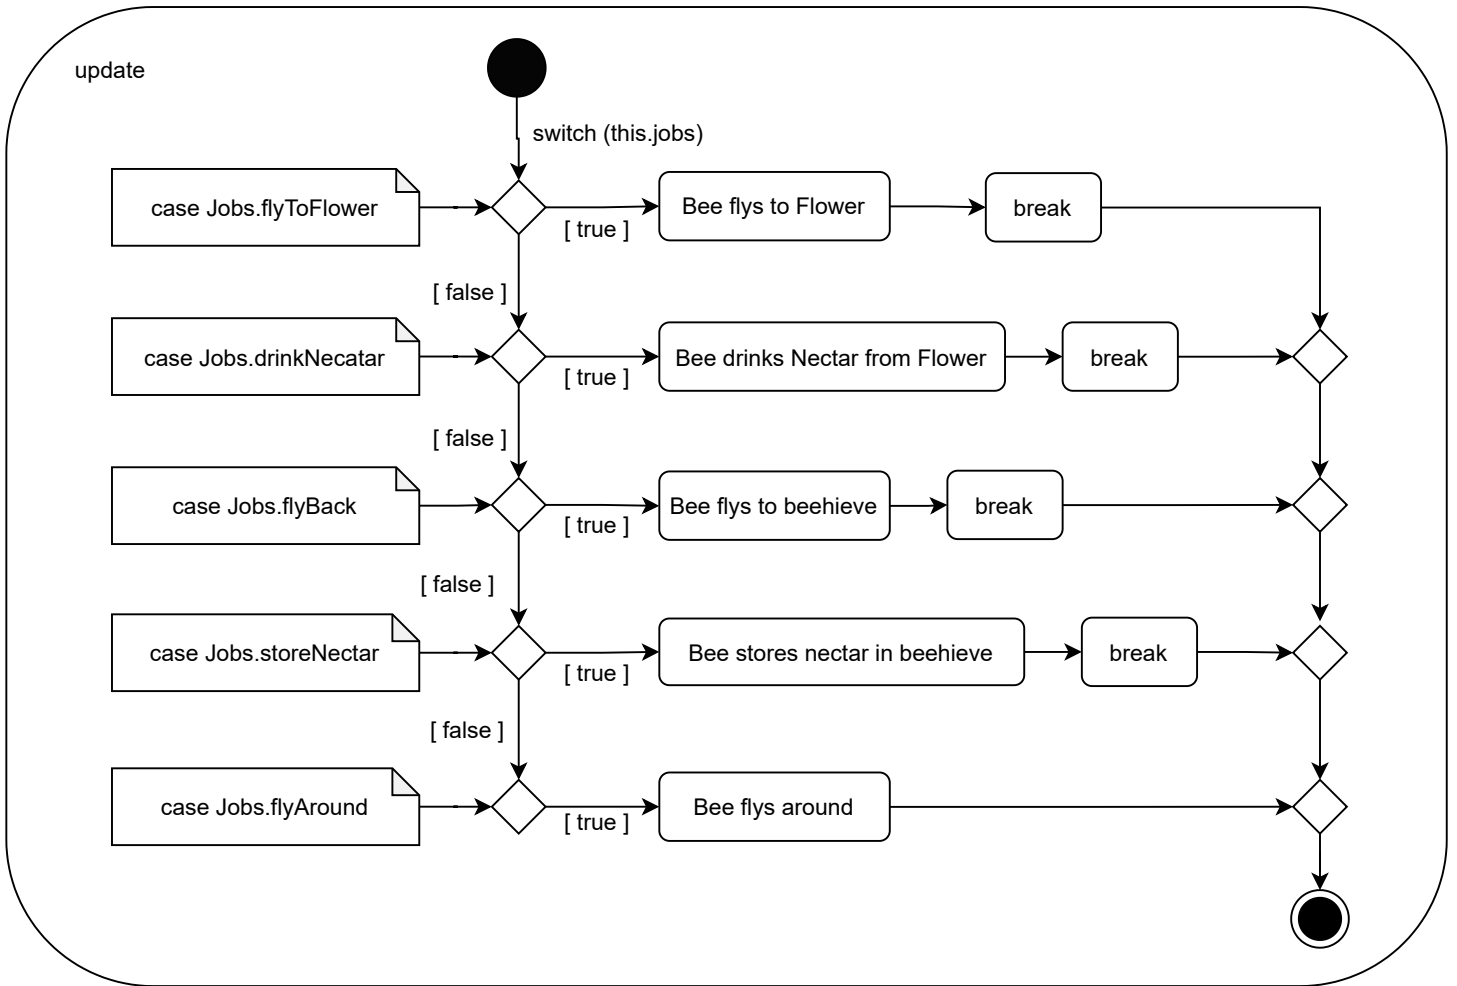 update
switch (this.jobs)
case Jobs.flyToFlower
[ true ]
Bee flys to Flower
break
[ false ]
case Jobs.drinkNecatar
[ true ]
Bee drinks Nectar from Flower
break
[ false ]
case Jobs.flyBack
[ true ]
Bee flys to beehieve
break
[ false ]
case Jobs.storeNectar
[ true ]
Bee stores nectar in beehieve
break
[ false ]
case Jobs.flyAround
[ true ]
Bee flys around